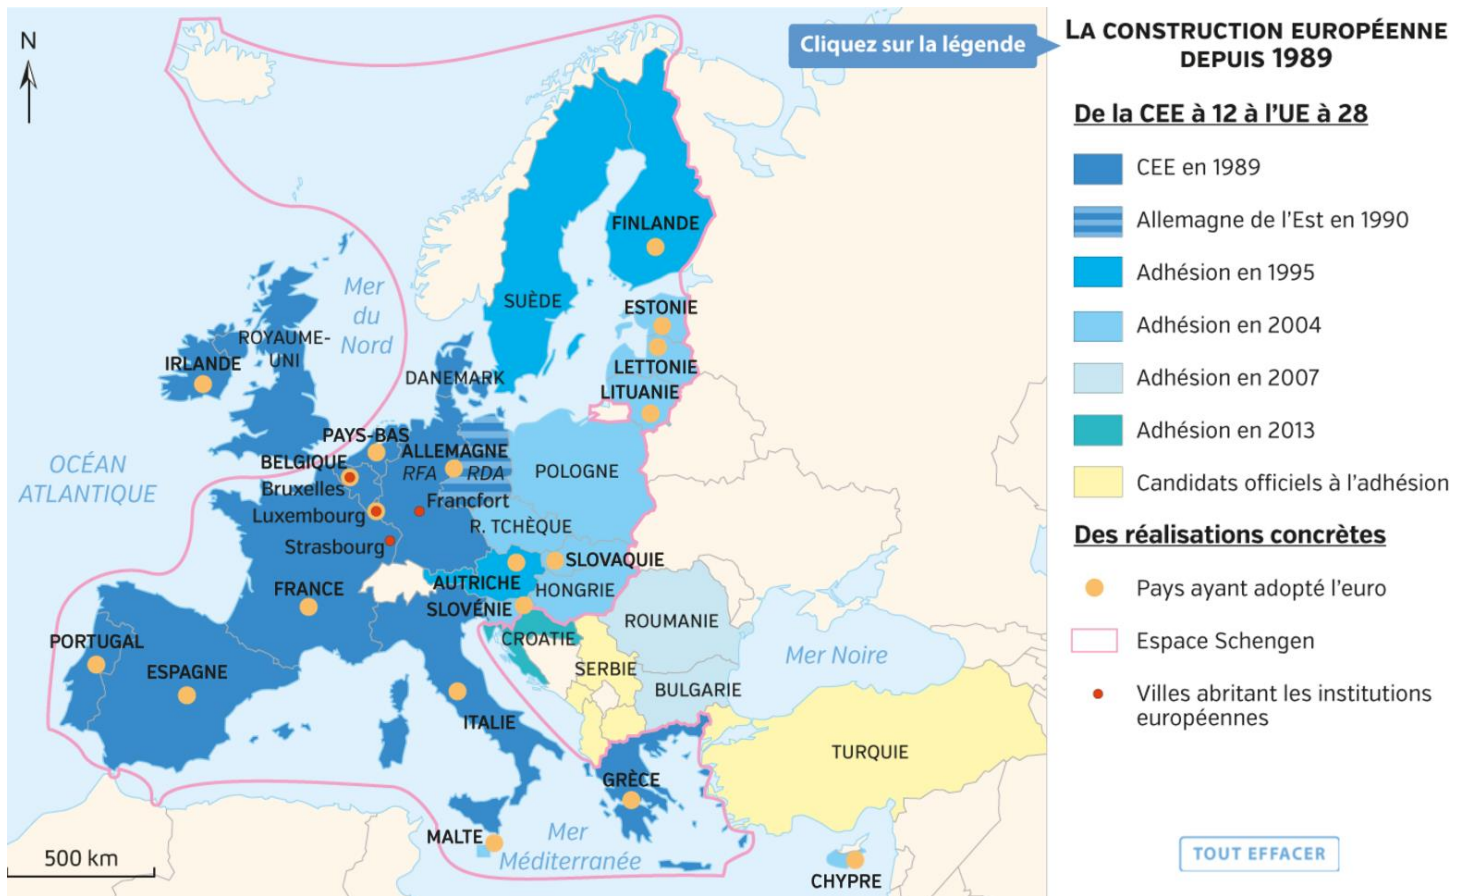 N
Cliquez sur la légende
LA CONSTRUCTION EUROPÉENNE
DEPUIS 1989
De la CEE à 12 à l'UE à 28
CEE en 1989
Allemagne de l'Est en 1990
Adhésion en 1995
Adhésion en 2004
Adhésion en 2007
Adhésion en 2013
Candidats officiels à l'adhésion
Des réalisations concrètes
Pays ayant adopté l'euro
Espace Schengen
Villes abritant les institutions
européennes
TOUT EFFACER
FINLANDE
SUÈDE
ESTONIE
Mer
du
Nord
ROYAUME-
UNI
IRLANDE
LETTONIE
DANEMARK
LITUANIE
PAYS-BAS
ALLEMAGNE
BELGIQUE
RFA
RDA
POLOGNE
OCÉAN
ATLANTIQUE
Bruxelles
Francfort
Luxembourg
R. TCHÈQUE
Strasbourg
SLOVAQUIE
AUTRICHE
FRANCE
HONGRIE
SLOVÉNIE
ROUMANIE
CROATIE
PORTUGAL
Mer Noire
SERBIE
ESPAGNE
BULGARIE
ITALIE
TURQUIE
GRÈCE
MALTE
Mer
Méditerranée
500 km
CHYPRE